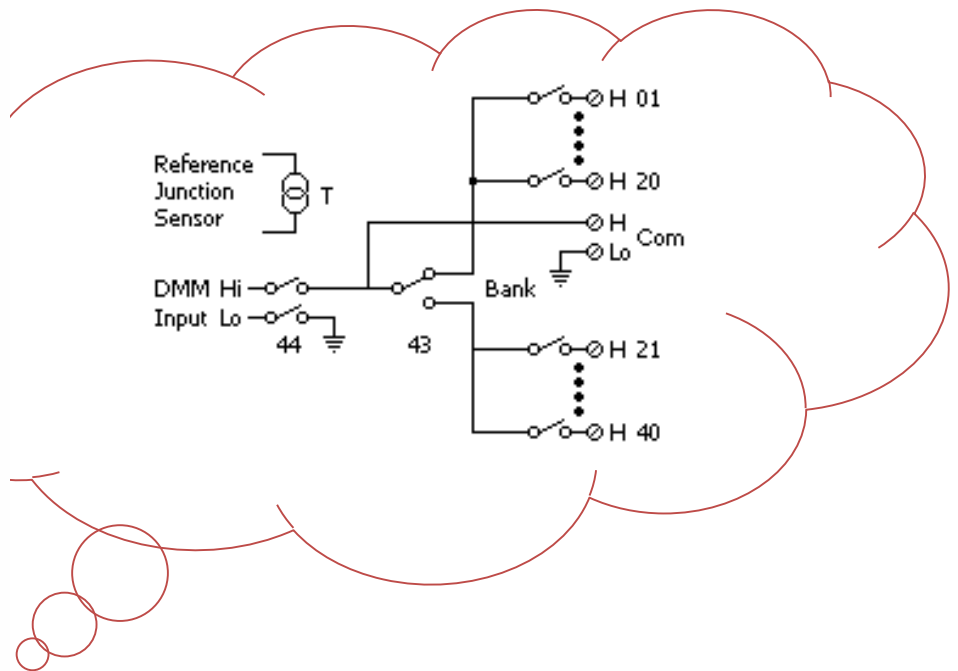 H 01
Reference
Junction
Sensor
T
H 20
H
Com
Lo
DMM Hi
Bank
Input Lo
44
43
H 21
H 40